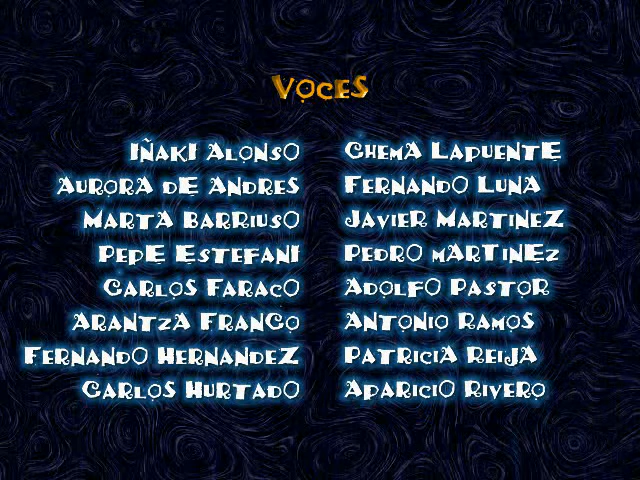 VOCES
IÑAKI ALONSO
AURORA DE ANDRES
MARTA BARRIUSO
PEPE ESTEFANI
CARLOS FARACO
ARANTZA FRANCO
FERNANDO HERNANDEZ
CARLOS HURTADO
CHEMA LAPUENTE
FERNANDO LUNA
JAVIER MARTINEZ
PEDRO MARTINEZ
ADOLFO PASTOR
ANTONIO RAMOS
PATRICIA REIJA
APARICIO RIVERO